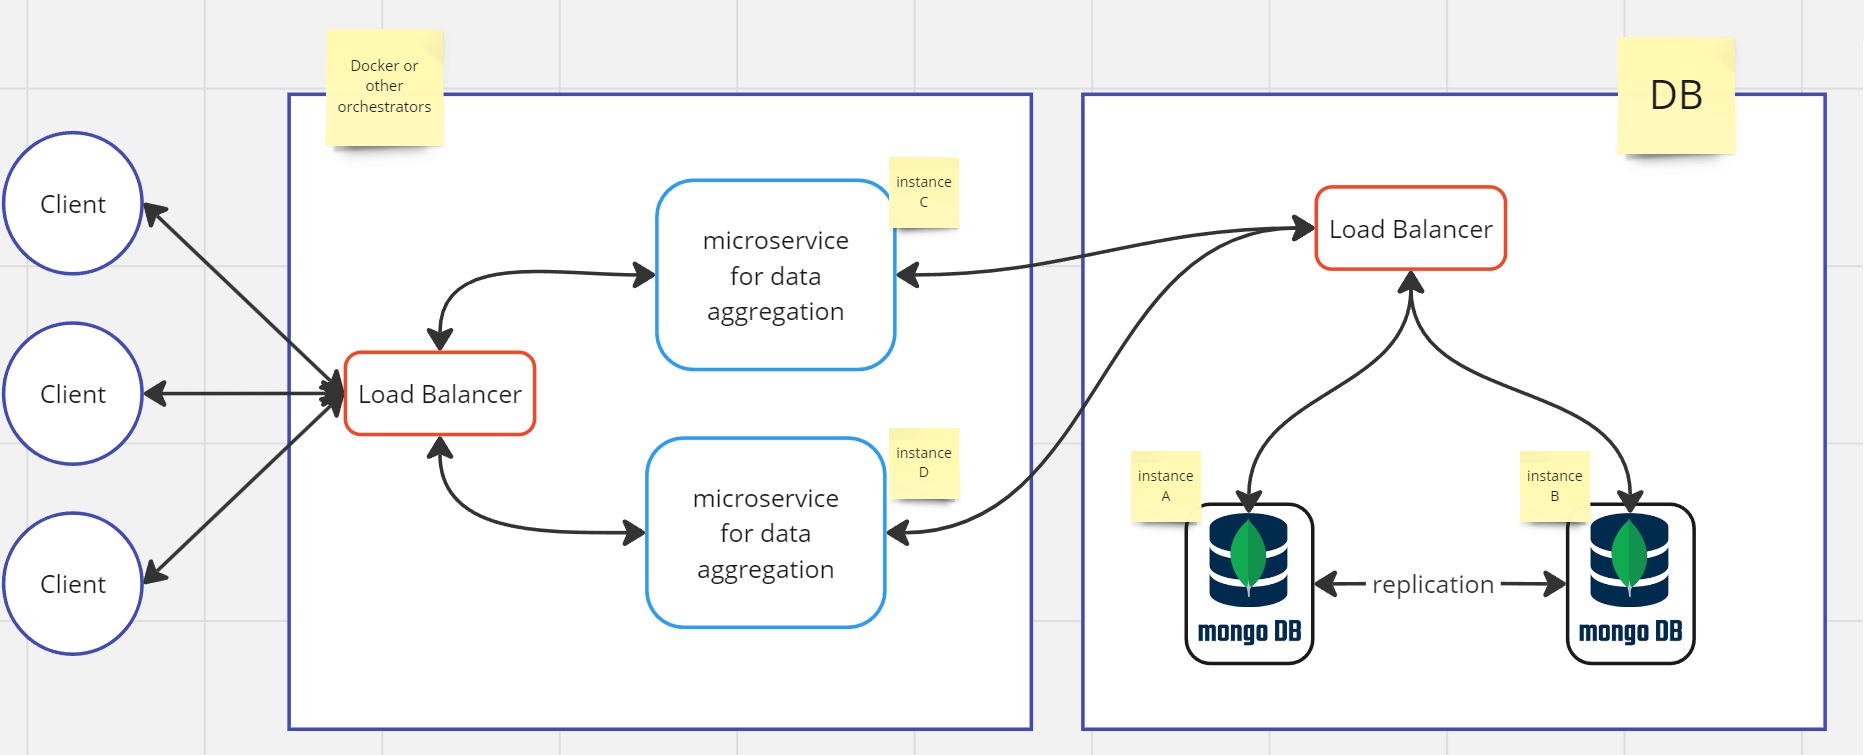 Docker or
other
orchestrators
DB
Client
Client
Client
Load Balancer
instance
C
microservice
for data
aggregation
instance
D
microservice
for data
aggregation
Load Balancer
instance
A
mongo DB
replication
instance
B
mongo DB